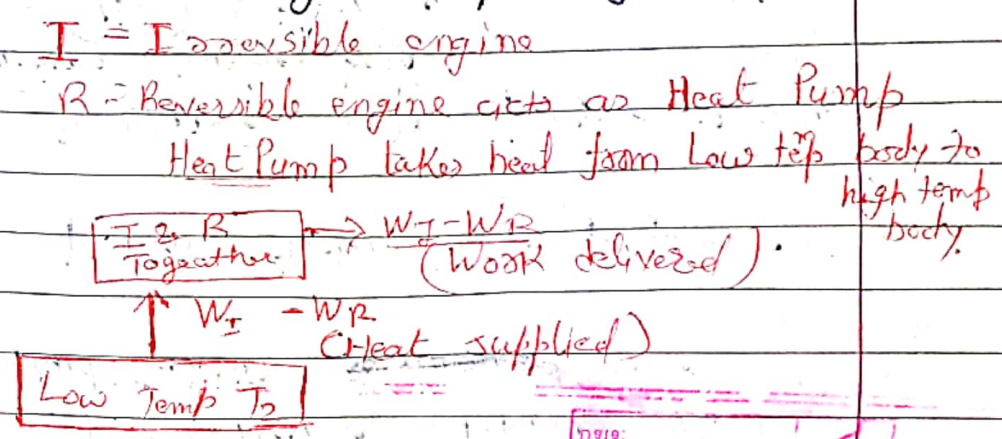 I = Irreversible engine
R = Reversible engine acts as Heat Pump
Heat Pump takes heat from Low temp body to
high temp
body.
I & R
Togeather
→ WI - WR
(Work delivered).
↑ WI - WR
(Heat supplied)
Low Temp T2